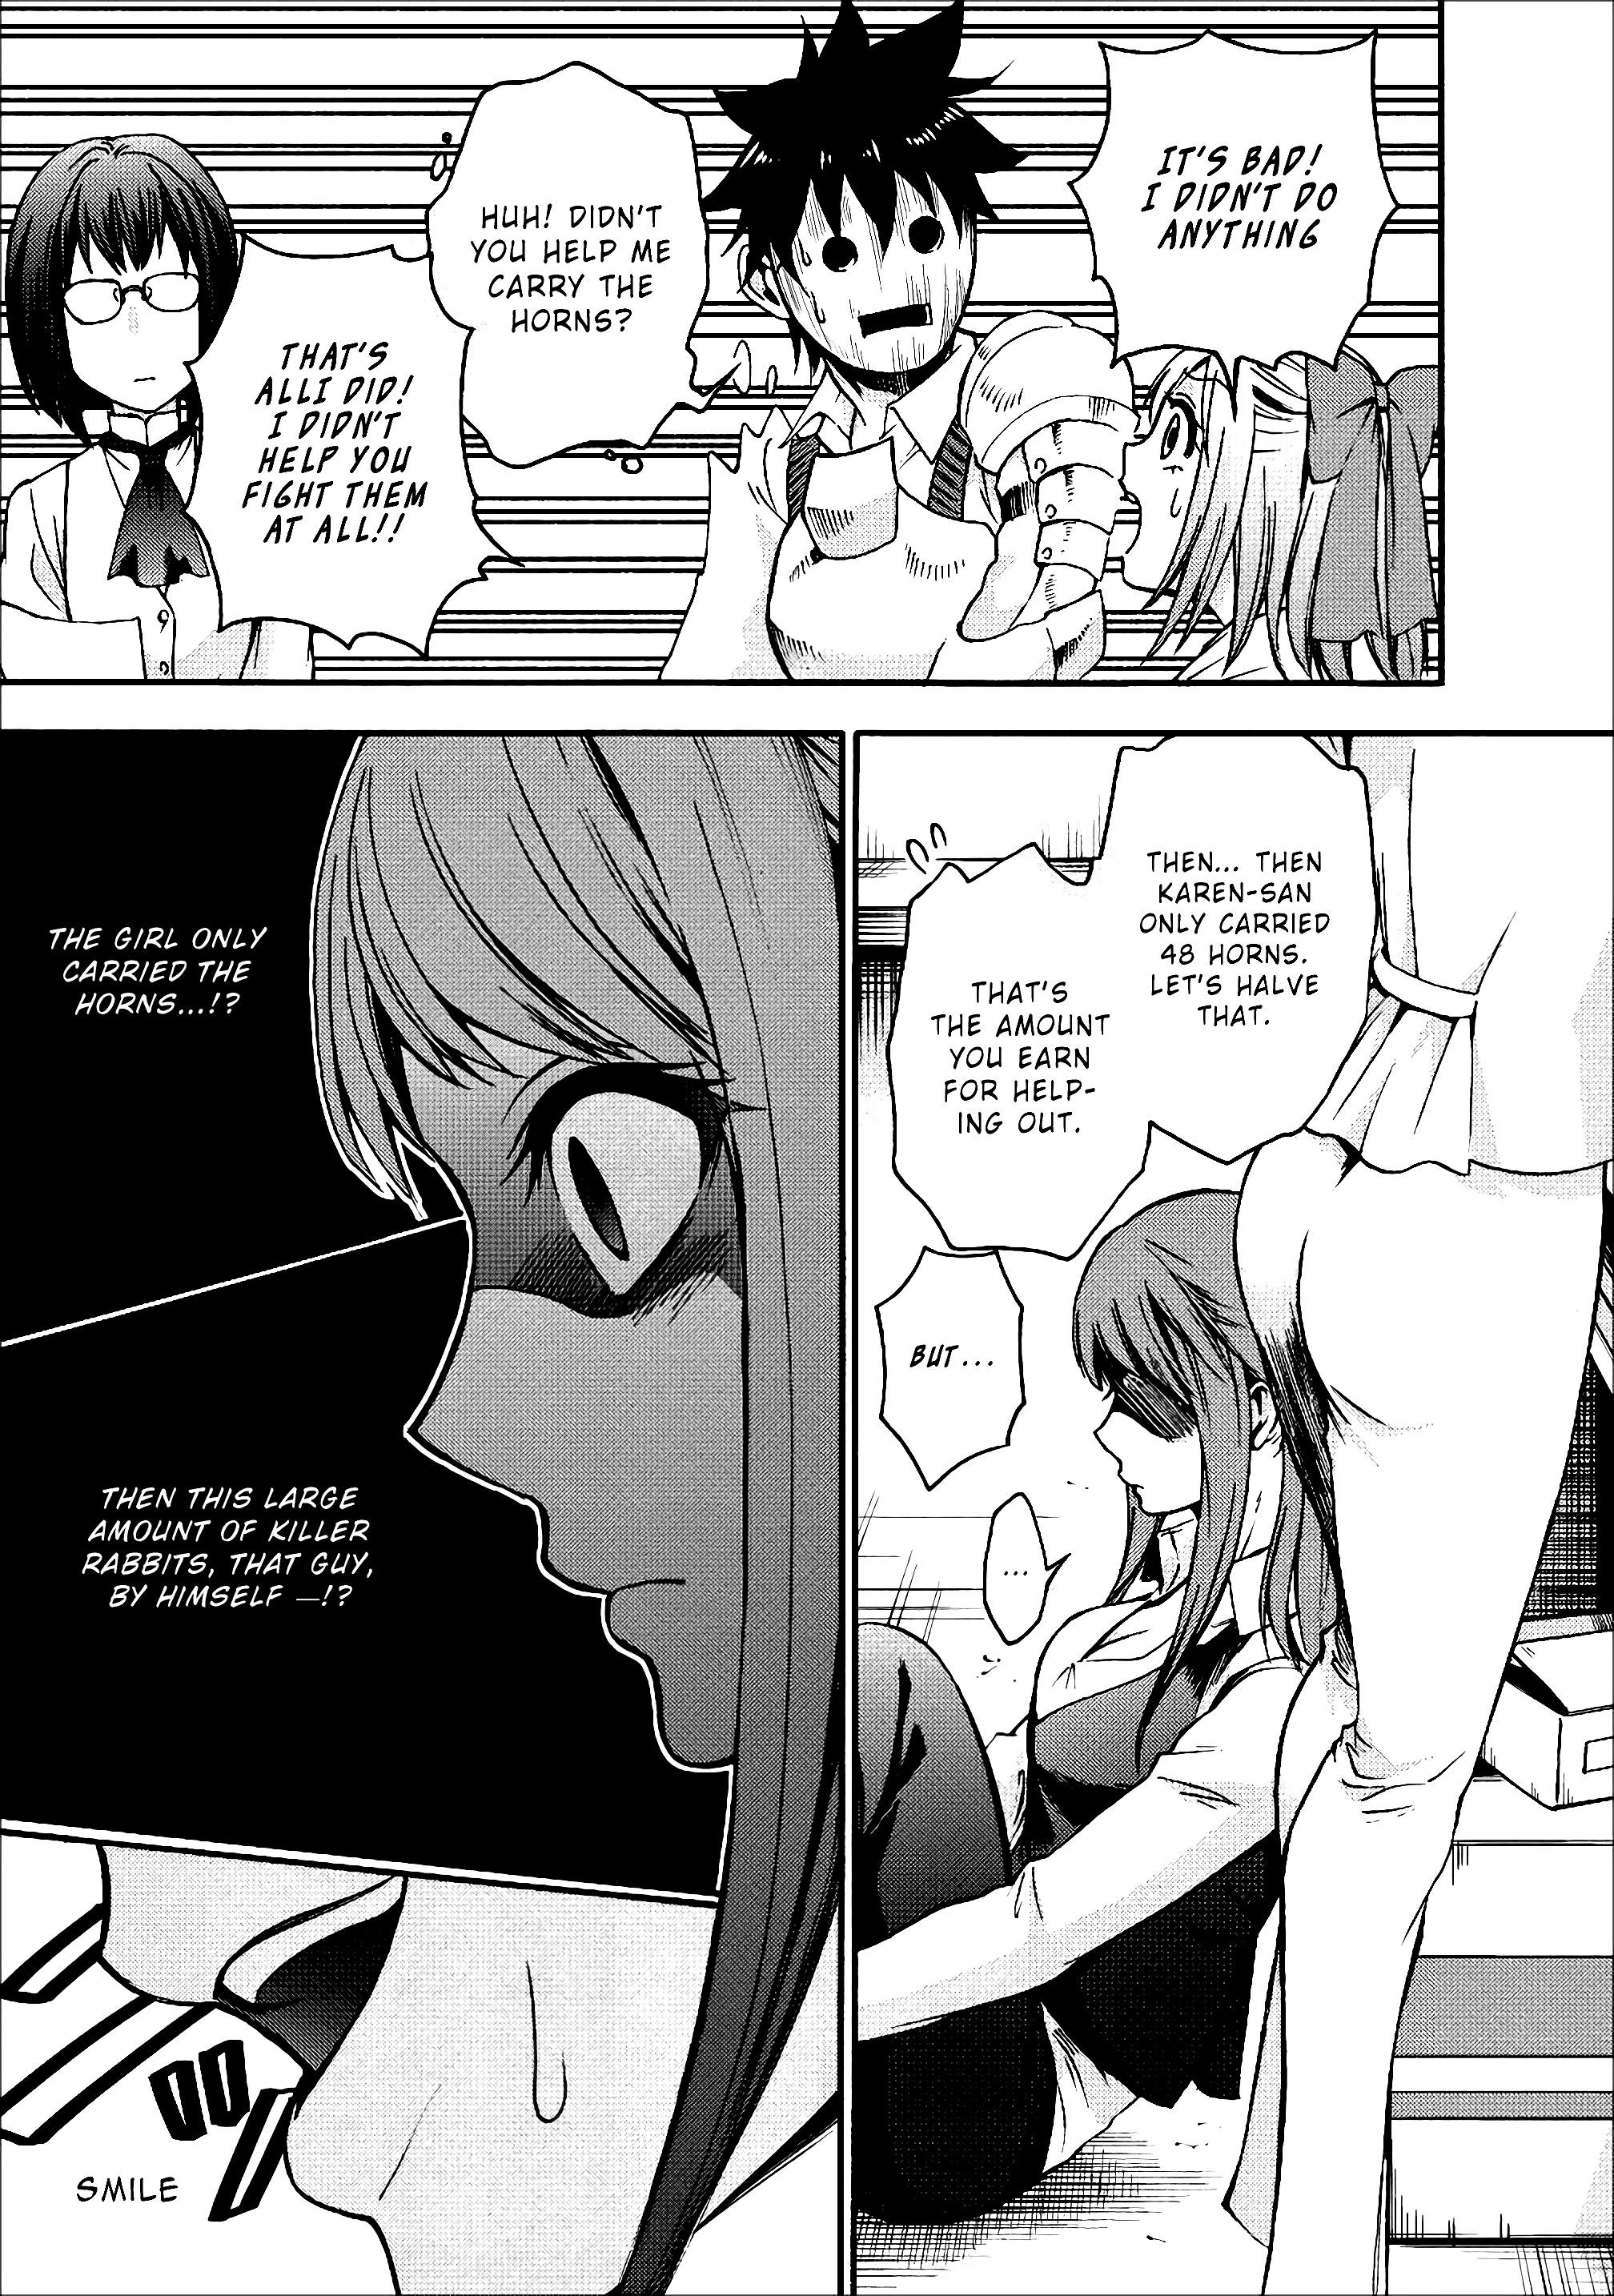 IT'S BAD!
I DIDN'T DO
ANYTHING
HUH! DIDN'T
YOU HELP ME
CARRY THE
HORNS?
THAT'S
ALLI DID!
I DIDN'T
HELP YOU
FIGHT THEM
AT ALL!!
THEN... THEN
KAREN-SAN
ONLY CARRIED
48 HORNS.
LET'S HALVE
THAT.
THAT'S
THE AMOUNT
YOU EARN
FOR HELP-
ING OUT.
BUT...
...
THE GIRL ONLY
CARRIED THE
HORNS...!?
THEN THIS LARGE
AMOUNT OF KILLER
RABBITS, THAT GUY,
BY HIMSELF —!?
SMILE